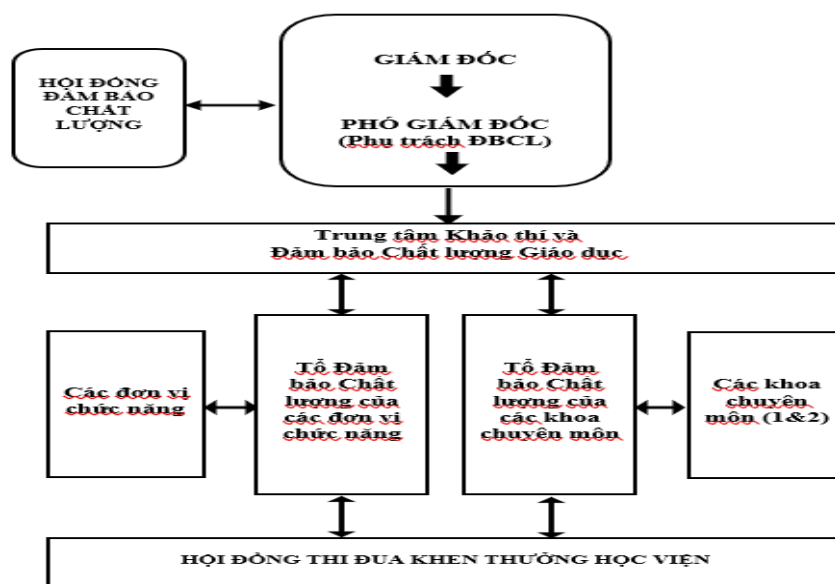 HỘI ĐỒNG
ĐẢM BẢO
CHẤT
LƯỢNG
GIÁM ĐỐC
PHÓ GIÁM ĐỐC
(Phụ trách ĐBCL)
Trung tâm Khảo thí và
Đảm bảo Chất lượng Giáo dục
Các đơn vị
chức năng
Tổ Đảm
bảo Chất
lượng của
các đơn vị
chức năng
Tổ Đảm
bảo Chất
lượng của
các khoa
chuyên môn
Các khoa
chuyên
môn (1&2)
HỘI ĐỒNG THI ĐUA KHEN THƯỞNG HỌC VIỆN